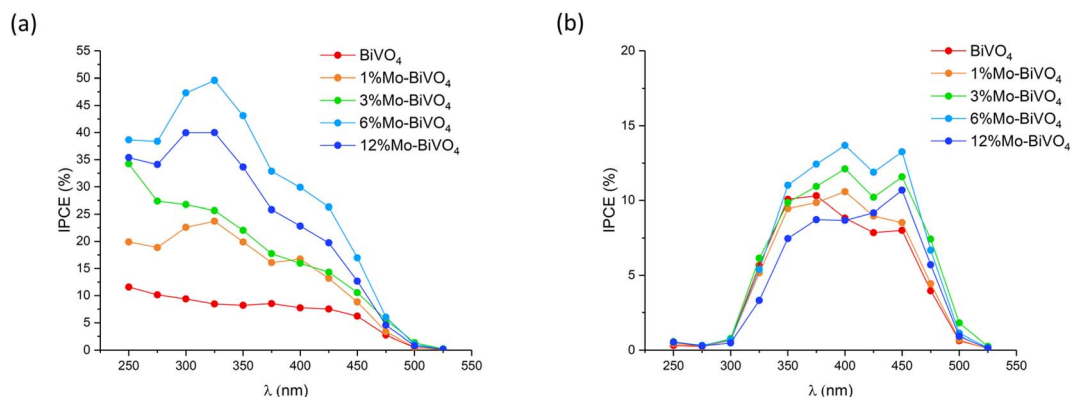 (a)
55
50
45
40
35
30
25
20
15
10
5
0
IPCE (%)
250 300 350 400 450 500 550
λ (nm)
BiVO₄
1%Mo-BiVO₄
3%Mo-BiVO₄
6%Mo-BiVO₄
12%Mo-BiVO₄
(b)
20
15
10
5
0
IPCE (%)
250 300 350 400 450 500 550
λ (nm)
BiVO₄
1%Mo-BiVO₄
3%Mo-BiVO₄
6%Mo-BiVO₄
12%Mo-BiVO₄